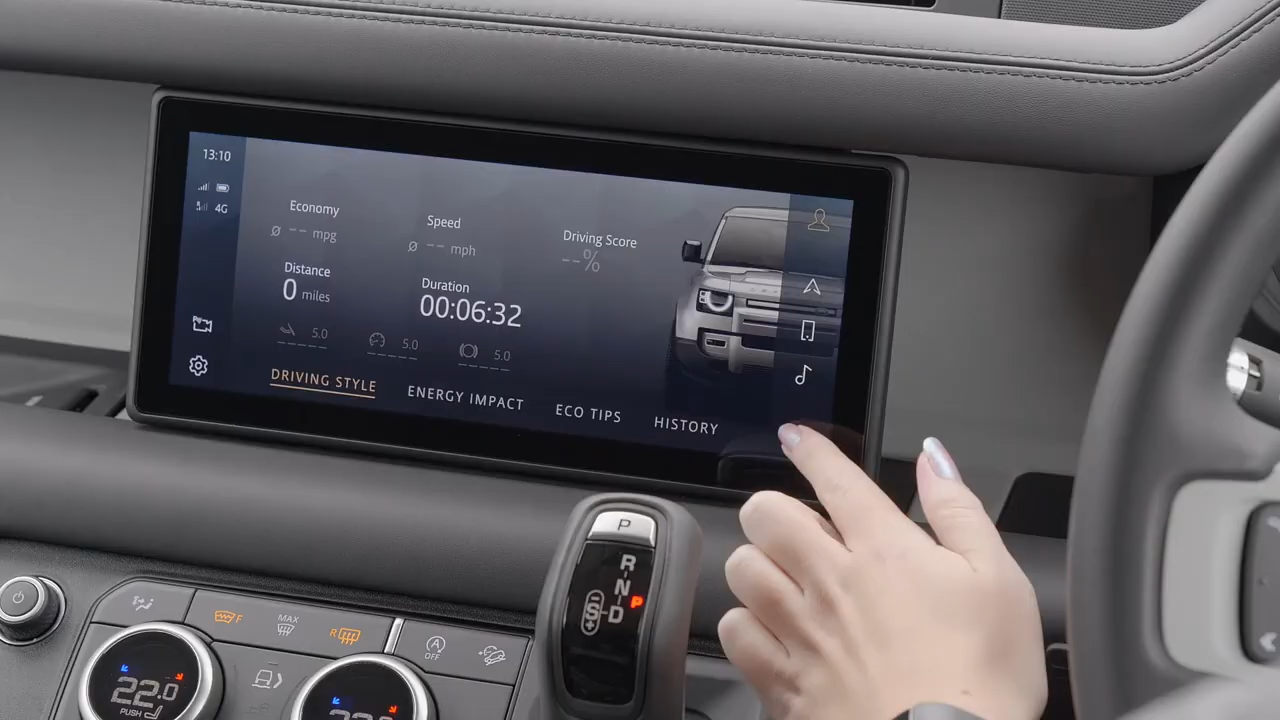 13:10
4G
Economy
Ø -- mpg
Speed
Ø -- mph
Driving Score
--%
Distance
0 miles
Duration
00:06:32
5.0
5.0
5.0
DRIVING STYLE
ENERGY IMPACT
ECO TIPS
HISTORY
P
R
N
P
S D
F
MAX
R
A
OFF
22.0
PUSH